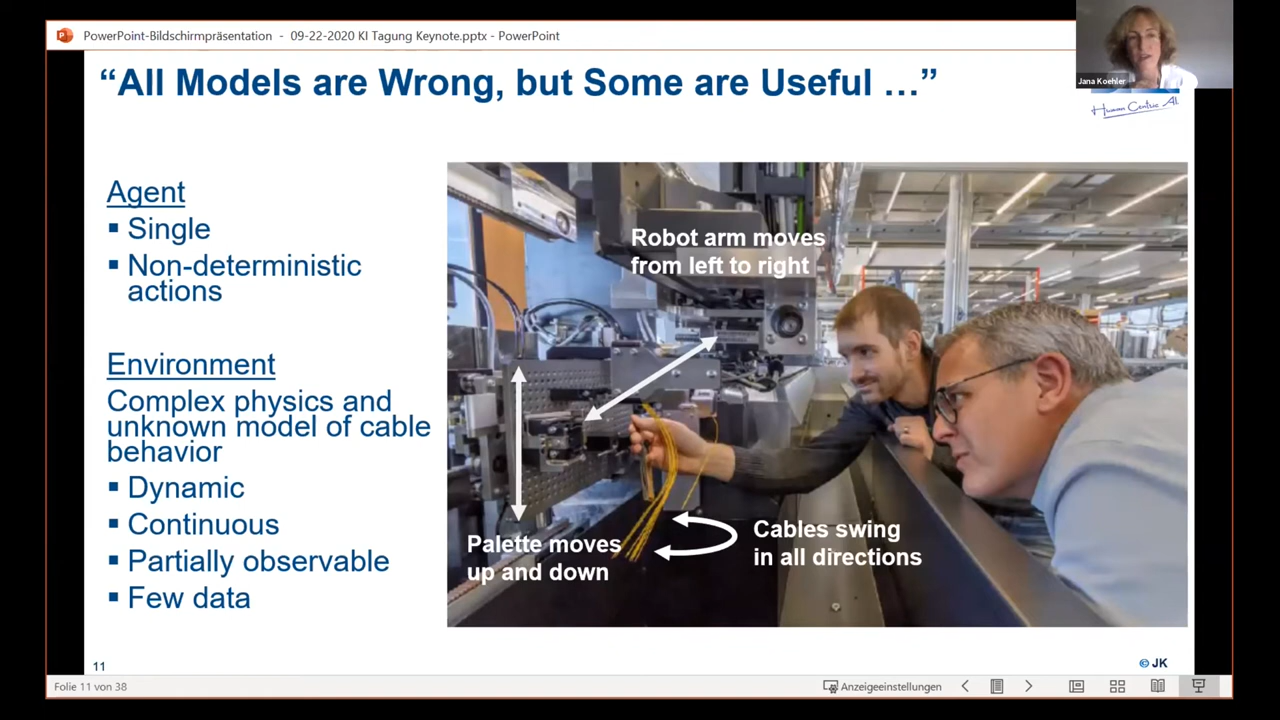 PowerPoint-Bildschirmpräsentation - 09-22-2020 KI Tagung Keynote.pptx - PowerPoint
Jana Koehler
“All Models are Wrong, but Some are Useful …”
Human Centric AI
Agent
▪ Single
▪ Non-deterministic
actions
Environment
Complex physics and
unknown model of cable
behavior
▪ Dynamic
▪ Continuous
▪ Partially observable
▪ Few data
Robot arm moves
from left to right
Palette moves
up and down
Cables swing
in all directions
11
© JK
Folie 11 von 38
Anzeigeeinstellungen